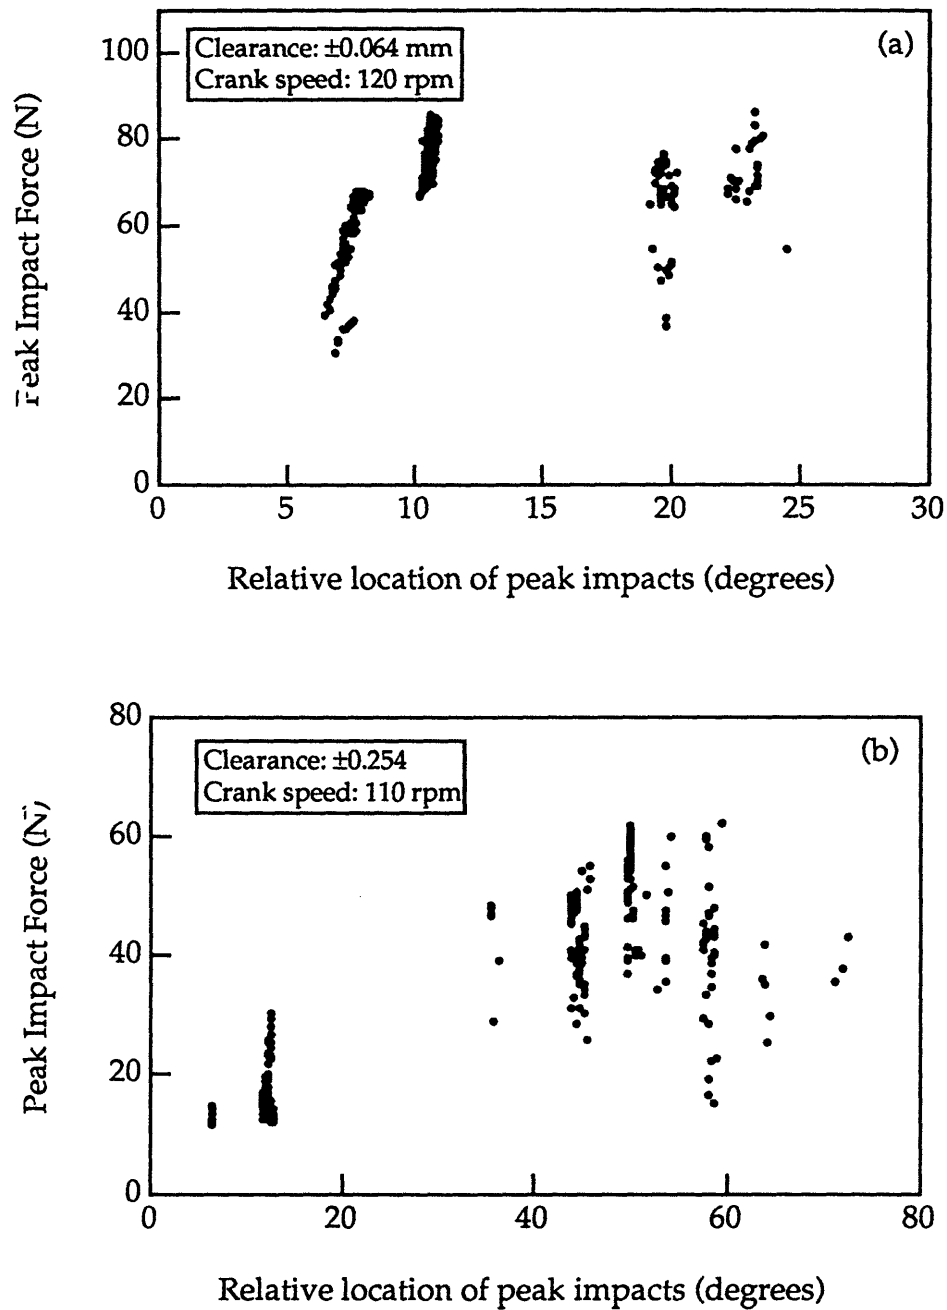 (a)
Clearance: ±0.064 mm
Crank speed: 120 rpm
100
80
60
40
20
0
Peak Impact Force (N)
0 5 10 15 20 25 30
Relative location of peak impacts (degrees)
(b)
Clearance: ±0.254
Crank speed: 110 rpm
80
60
40
20
0
Peak Impact Force (N)
0 20 40 60 80
Relative location of peak impacts (degrees)